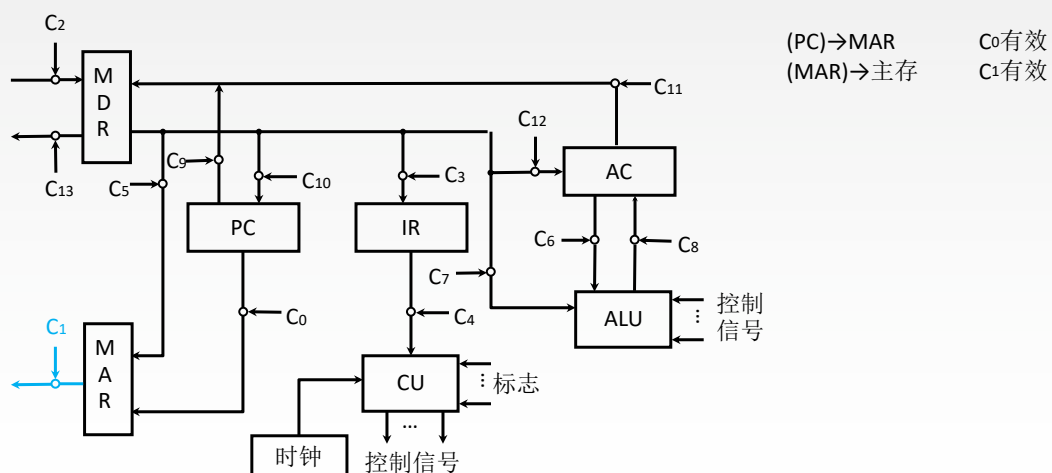 (PC)→MAR C0有效
(MAR)→主存 C1有效
C2
M
D
R
C11
C12
C13
C5
C9
C10
C3
AC
PC
IR
C6
C8
C7
C0
C4
ALU
控制
信号
⋮
C1
M
A
R
CU
⋮ 标志
...
时钟
控制信号